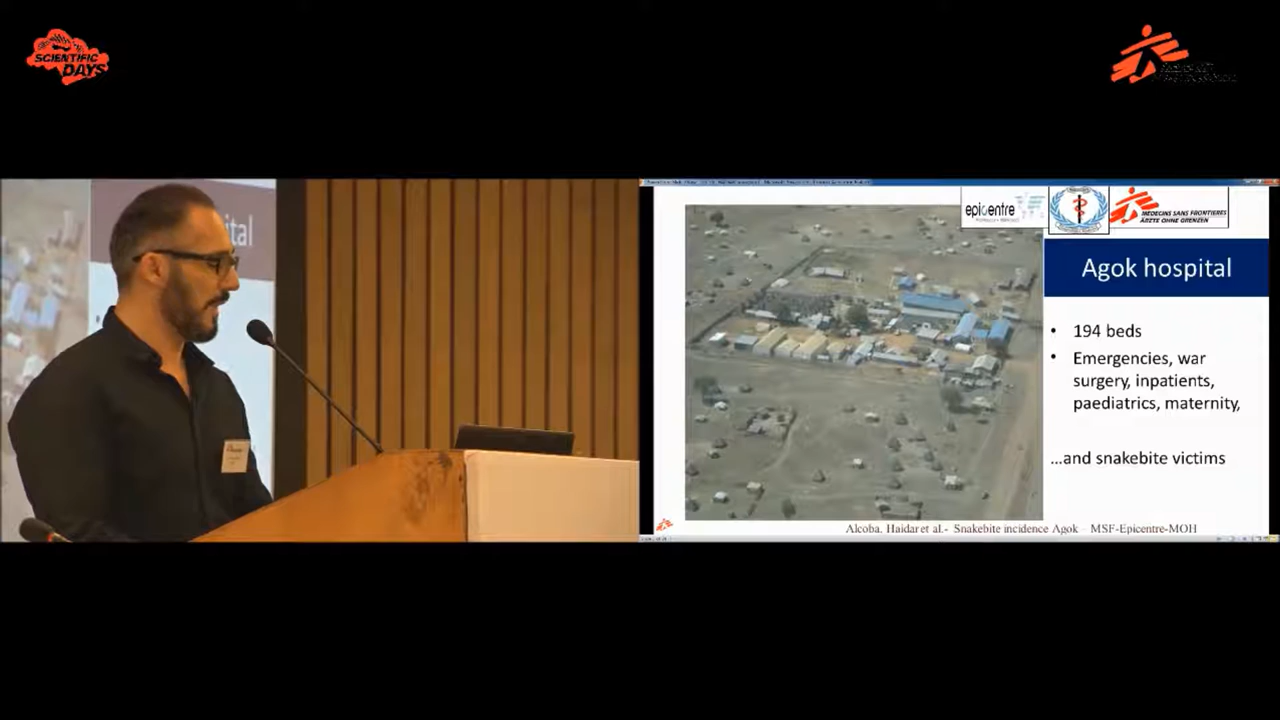 SCIENTIFIC
DAYS
ital
epicentre
MEDECINS SANS FRONTIERES
ÄRZTE OHNE GRENZEN
Agok hospital
• 194 beds
• Emergencies, war
surgery, inpatients,
paediatrics, maternity,
...and snakebite victims
Alcoba, Haidar et al.- Snakebite incidence Agok – MSF-Epicentre-MOH